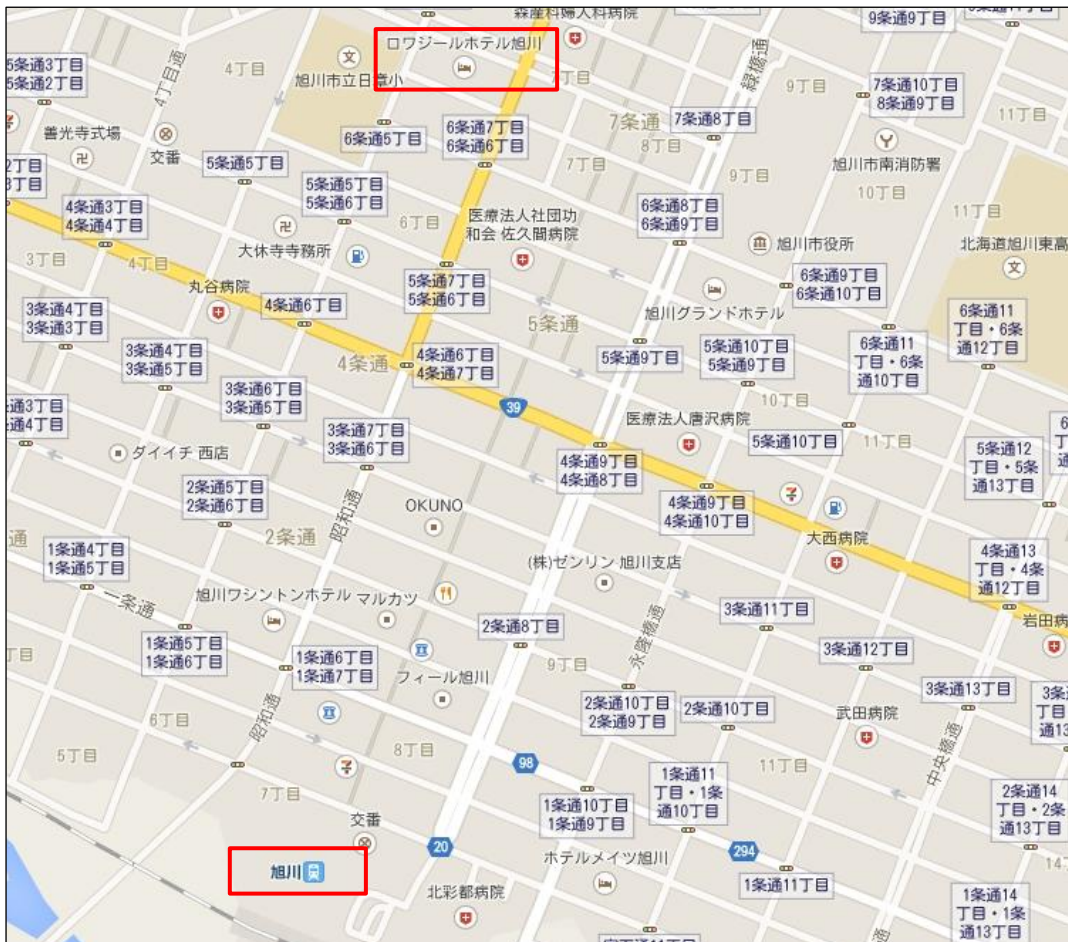 森産科婦人科病院
9条通9丁目
ロワジールホテル旭川
旭川市立日章小
緑橋通
5条通3丁目
5条通2丁目
4丁目通
4丁目
7丁目
9丁目
7条通10丁目
8条通9丁目
11丁目
善光寺式場
交番
6条通5丁目
6条通7丁目
6条通6丁目
7条通
7条通8丁目
8丁目
旭川市南消防署
5条通5丁目
7丁目
9丁目
10丁目
5条通5丁目
5条通6丁目
4条通3丁目
4条通4丁目
6丁目
医療法人社団功
和会 佐久間病院
6条通8丁目
6条通9丁目
11丁目
大休寺寺務所
旭川市役所
北海道旭川東高
3丁目
4丁目
丸谷病院
5条通7丁目
5条通6丁目
6条通9丁目
6条通10丁目
3条通4丁目
3条通3丁目
4条通6丁目
5条通
旭川グランドホテル
6条通11
丁目・6条
通12丁目
3条通4丁目
3条通5丁目
4条通
4条通6丁目
4条通7丁目
5条通9丁目
5条通10丁目
5条通9丁目
6条通11
丁目・6条
通10丁目
3条通6丁目
3条通5丁目
39
10丁目
医療法人唐沢病院
5条通10丁目
11丁目
ダイイチ 西店
3条通7丁目
3条通6丁目
4条通9丁目
4条通8丁目
5条通12
丁目・5条
通13丁目
2条通5丁目
2条通6丁目
OKUNO
4条通9丁目
4条通10丁目
昭和通
2条通
大西病院
1条通4丁目
1条通5丁目
(株)ゼンリン 旭川支店
4条通13
丁目・4条
通12丁目
一条通
旭川ワシントンホテル
マルカツ
3条通11丁目
岩田病
1条通5丁目
1条通6丁目
2条通8丁目
永隆橋通
3条通12丁目
1条通6丁目
1条通7丁目
フィール旭川
9丁目
3条通13丁目
2条通10丁目
2条通9丁目
2条通10丁目
武田病院
昭和通
6丁目
5丁目
8丁目
98
11丁目
中央橋通
7丁目
1条通11
丁目・1条
通10丁目
2条通14
丁目・2条
通13丁目
交番
1条通10丁目
1条通9丁目
20
294
旭川
ホテルメイツ旭川
1条通11丁目
北彩都病院
1条通14
丁目・1条
通13丁目